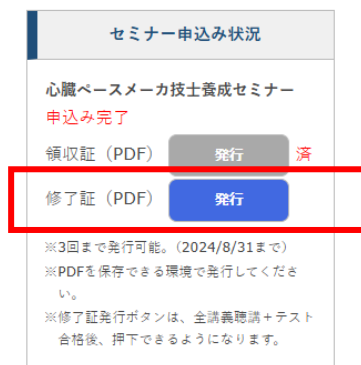 セミナー申込み状況
心臓ペースメーカ技士養成セミナー
申込み完了
領収証（PDF） 発行 済
修了証（PDF） 発行
※3回まで発行可能。（2024/8/31まで）
※PDFを保存できる環境で発行してくださ
い。
※修了証発行ボタンは、全講義聴講＋テスト
合格後、押下できるようになります。